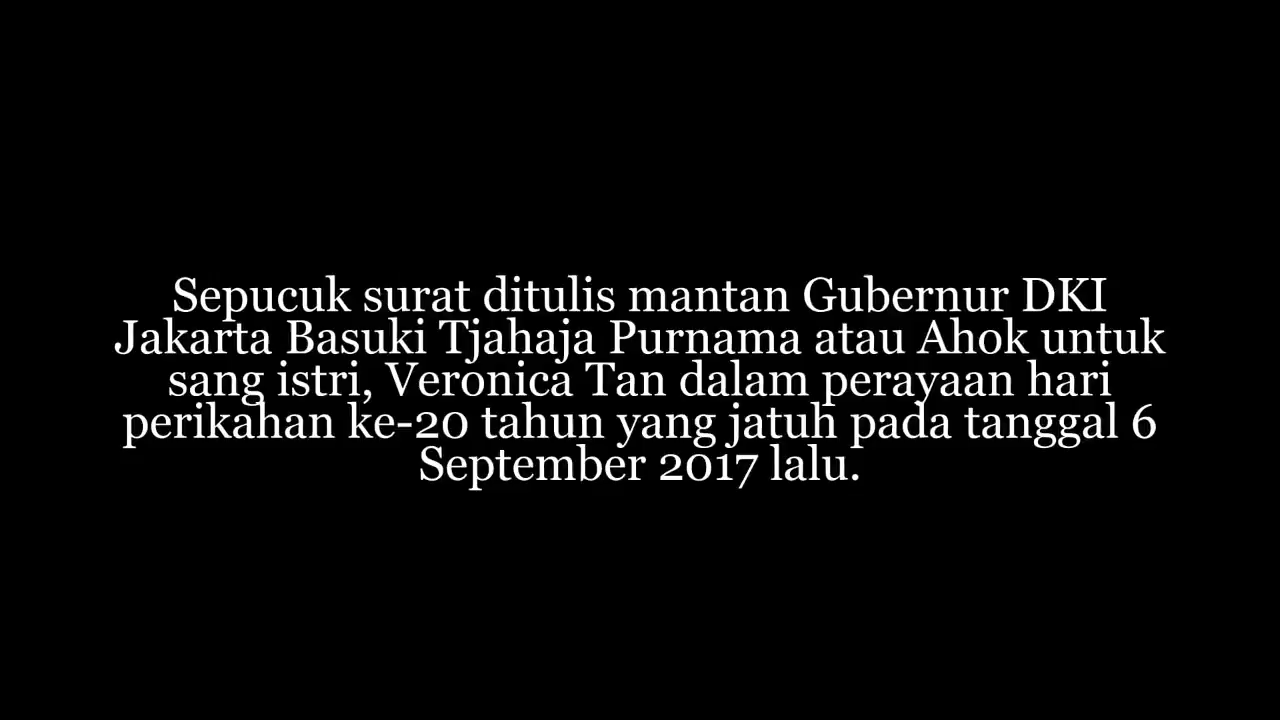 Sepucuk surat ditulis mantan Gubernur DKI
Jakarta Basuki Tjahaja Purnama atau Ahok untuk
sang istri, Veronica Tan dalam perayaan hari
perikahan ke-20 tahun yang jatuh pada tanggal 6
September 2017 lalu.